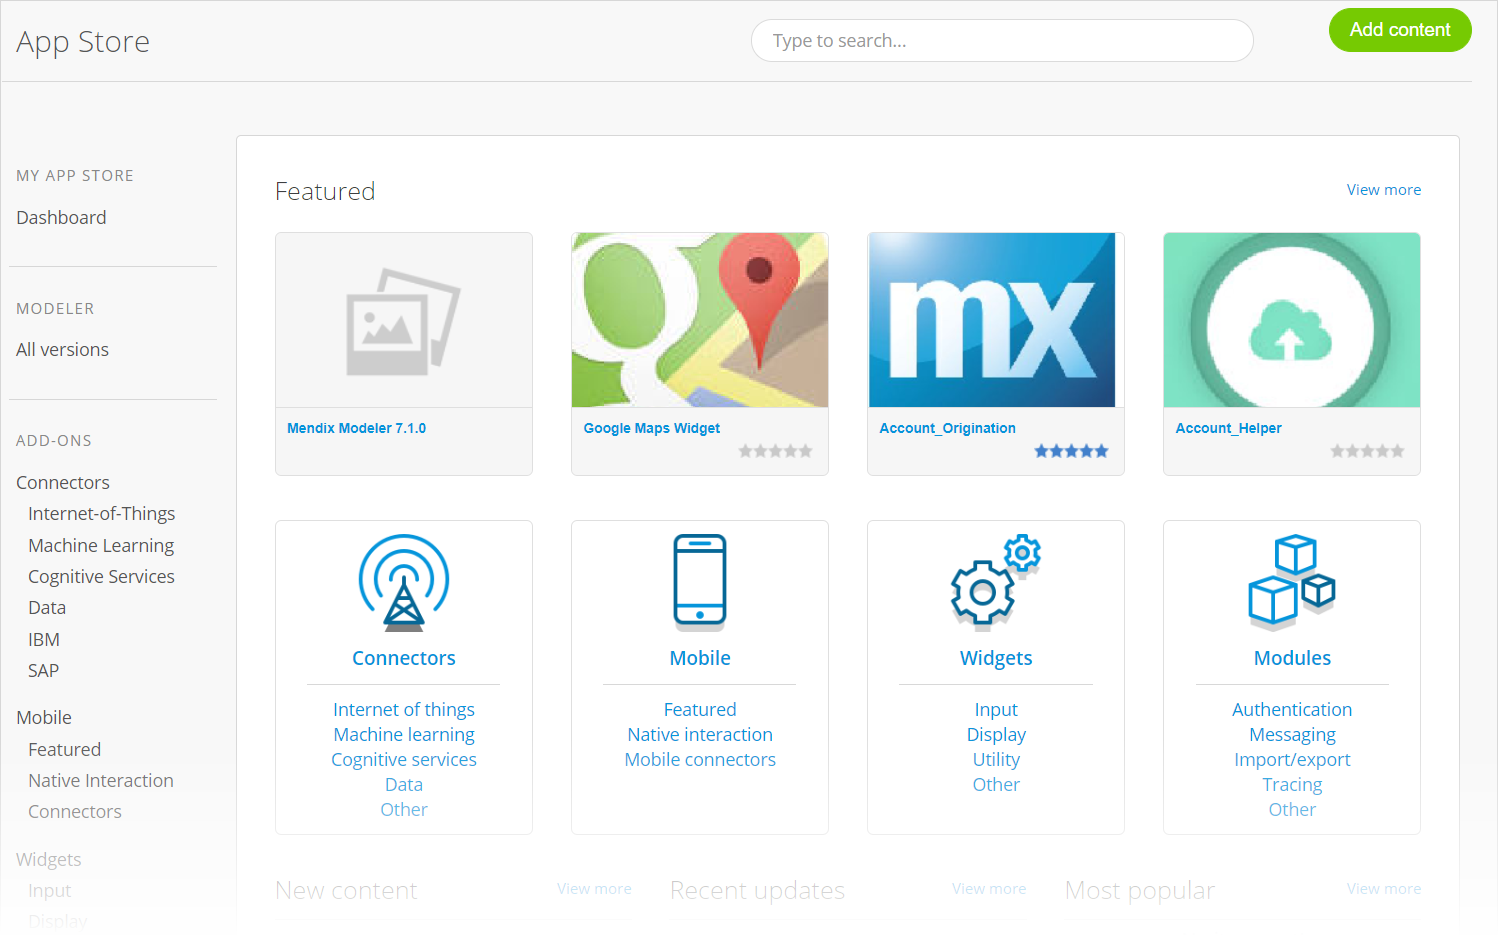 App Store
Type to search...
Add content
MY APP STORE
Dashboard
MODELER
All versions
ADD-ONS
Connectors
Internet-of-Things
Machine Learning
Cognitive Services
Data
IBM
SAP
Mobile
Featured
Native Interaction
Connectors
Widgets
Input
Display
Featured
View more
Mendix Modeler 7.1.0
Google Maps Widget
mx
Account_Origination
Account_Helper
Connectors
Internet of things
Machine learning
Cognitive services
Data
Other
Mobile
Featured
Native interaction
Mobile connectors
Widgets
Input
Display
Utility
Other
Modules
Authentication
Messaging
Import/export
Tracing
Other
New content
View more
Recent updates
View more
Most popular
View more